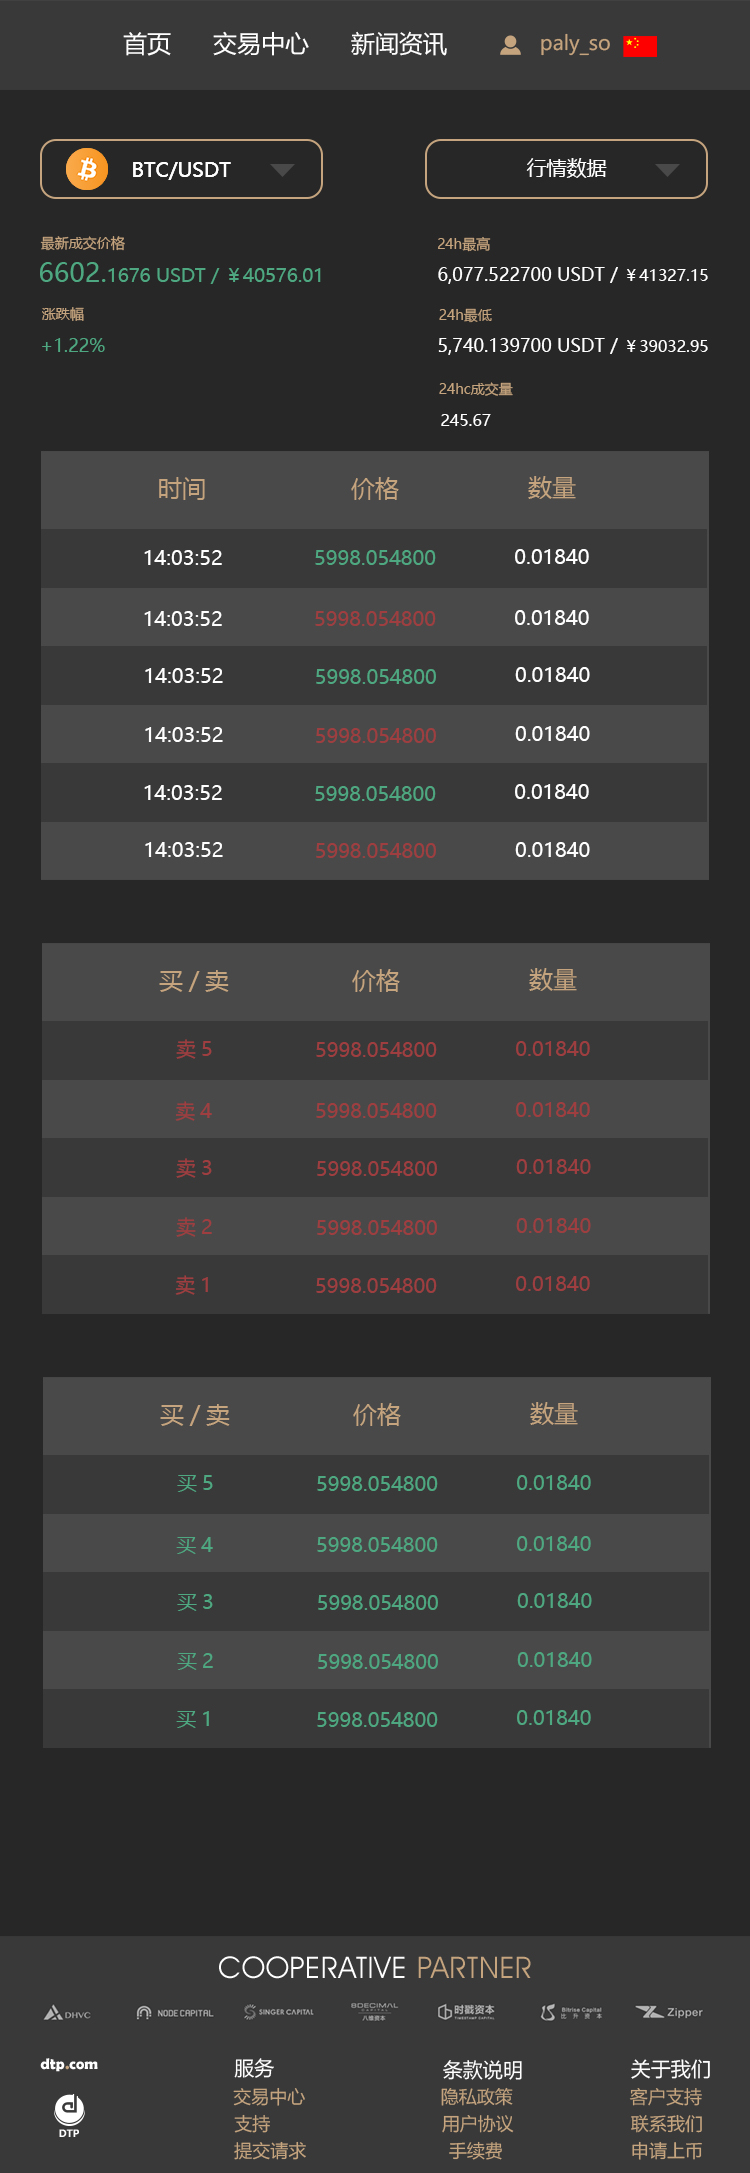 首页 交易中心 新闻资讯 paly_so
BTC/USDT 行情数据
最新成交价格 24h最高
6602.1676 USDT / ￥40576.01 6,077.522700 USDT / ￥41327.15
涨跌幅 24h最低
+1.22% 5,740.139700 USDT / ￥39032.95
24hc成交量
245.67
时间 价格 数量
14:03:52 5998.054800 0.01840
14:03:52 5998.054800 0.01840
14:03:52 5998.054800 0.01840
14:03:52 5998.054800 0.01840
14:03:52 5998.054800 0.01840
14:03:52 5998.054800 0.01840
买 / 卖 价格 数量
卖 5 5998.054800 0.01840
卖 4 5998.054800 0.01840
卖 3 5998.054800 0.01840
卖 2 5998.054800 0.01840
卖 1 5998.054800 0.01840
买 / 卖 价格 数量
买 5 5998.054800 0.01840
买 4 5998.054800 0.01840
买 3 5998.054800 0.01840
买 2 5998.054800 0.01840
买 1 5998.054800 0.01840
COOPERATIVE PARTNER
DHVC NODE CAPITAL SINGER CAPITAL 8DECIMAL CAPITAL 八维资本 时戳资本 TIMESTAMP CAPITAL Bitrise Capital 比升资本 Zipper
dtp.com 服务 条款说明 关于我们
交易中心 隐私政策 客户支持
DTP 支持 用户协议 联系我们
提交请求 手续费 申请上币